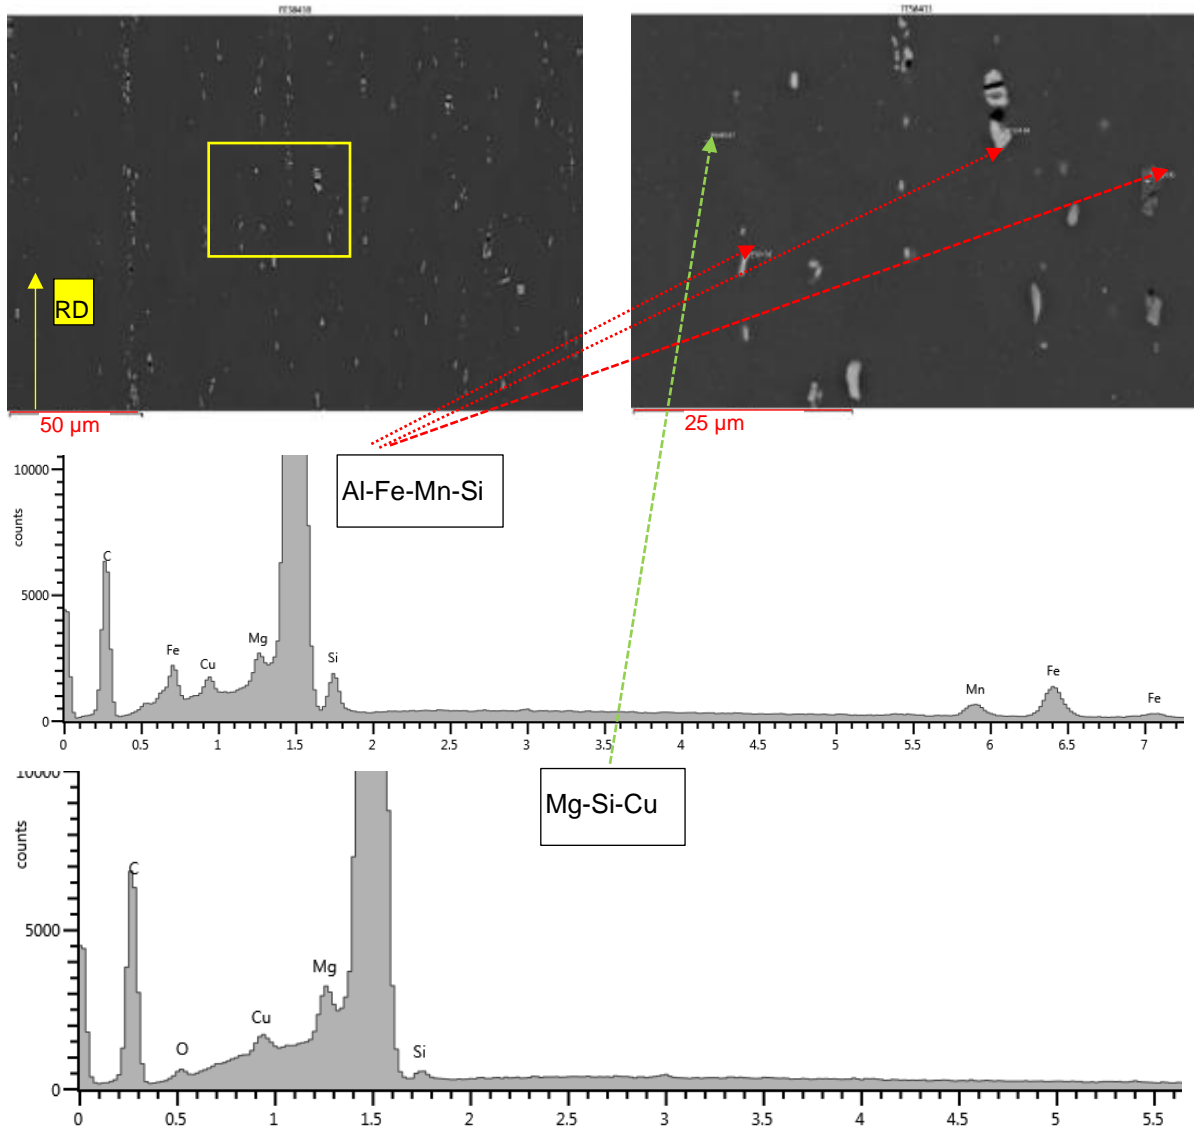 RD
50 µm
25 µm
Al-Fe-Mn-Si
10000
5000
0
counts
C
Fe
Cu
Mg
Si
Mn
Fe
Fe
0 0.5 1 1.5 2 2.5 3 3.5 4 4.5 5 5.5 6 6.5 7
Mg-Si-Cu
10000
5000
0
counts
C
O
Cu
Mg
Si
0 0.5 1 1.5 2 2.5 3 3.5 4 4.5 5 5.5